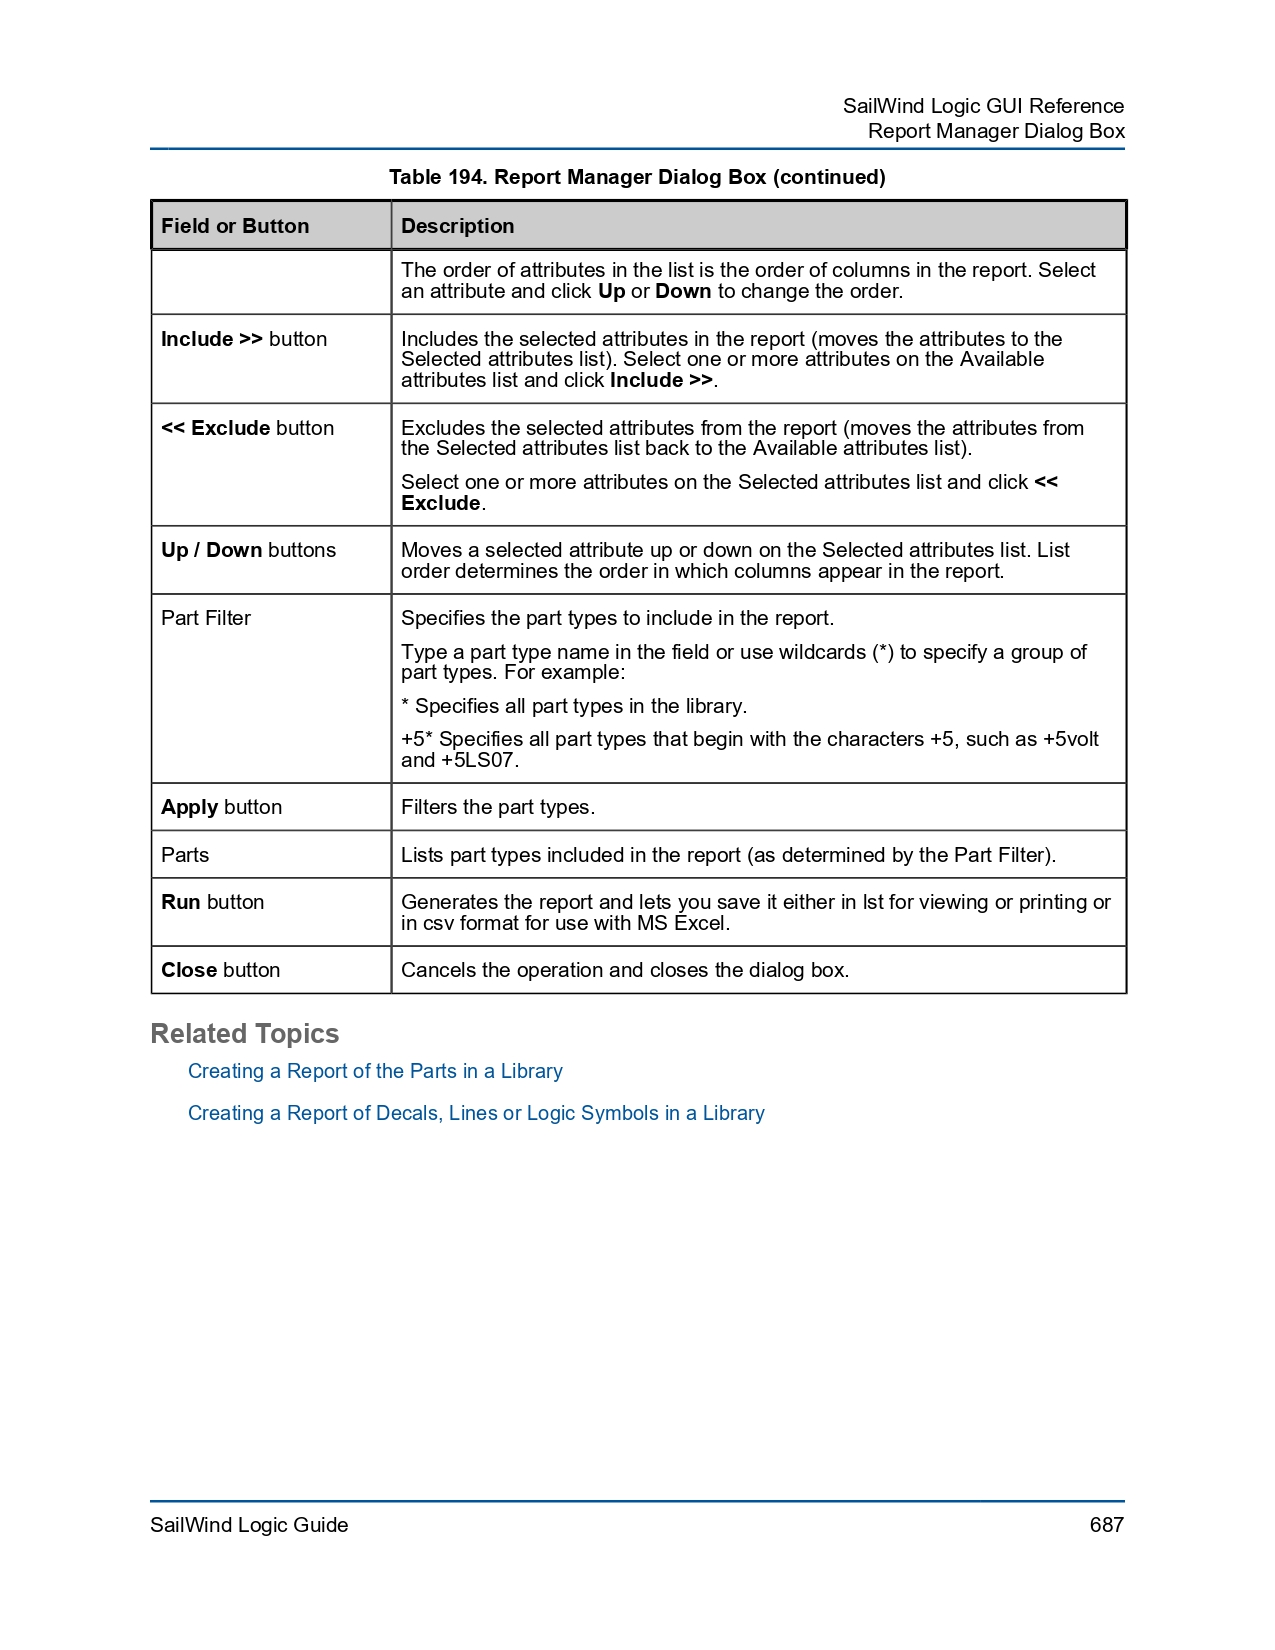 SailWind Logic GUI Reference
Report Manager Dialog Box
Table 194. Report Manager Dialog Box (continued)
Field or Button
Description
The order of attributes in the list is the order of columns in the report. Select
an attribute and click Up or Down to change the order.
Include >> button
Includes the selected attributes in the report (moves the attributes to the
Selected attributes list). Select one or more attributes on the Available
attributes list and click Include >>.
<< Exclude button
Excludes the selected attributes from the report (moves the attributes from
the Selected attributes list back to the Available attributes list).
Select one or more attributes on the Selected attributes list and click <<
Exclude.
Up / Down buttons
Moves a selected attribute up or down on the Selected attributes list. List
order determines the order in which columns appear in the report.
Part Filter
Specifies the part types to include in the report.
Type a part type name in the field or use wildcards (*) to specify a group of
part types. For example:
* Specifies all part types in the library.
+5* Specifies all part types that begin with the characters +5, such as +5volt
and +5LS07.
Apply button
Filters the part types.
Parts
Lists part types included in the report (as determined by the Part Filter).
Run button
Generates the report and lets you save it either in lst for viewing or printing or
in csv format for use with MS Excel.
Close button
Cancels the operation and closes the dialog box.
Related Topics
Creating a Report of the Parts in a Library
Creating a Report of Decals, Lines or Logic Symbols in a Library
SailWind Logic Guide
687